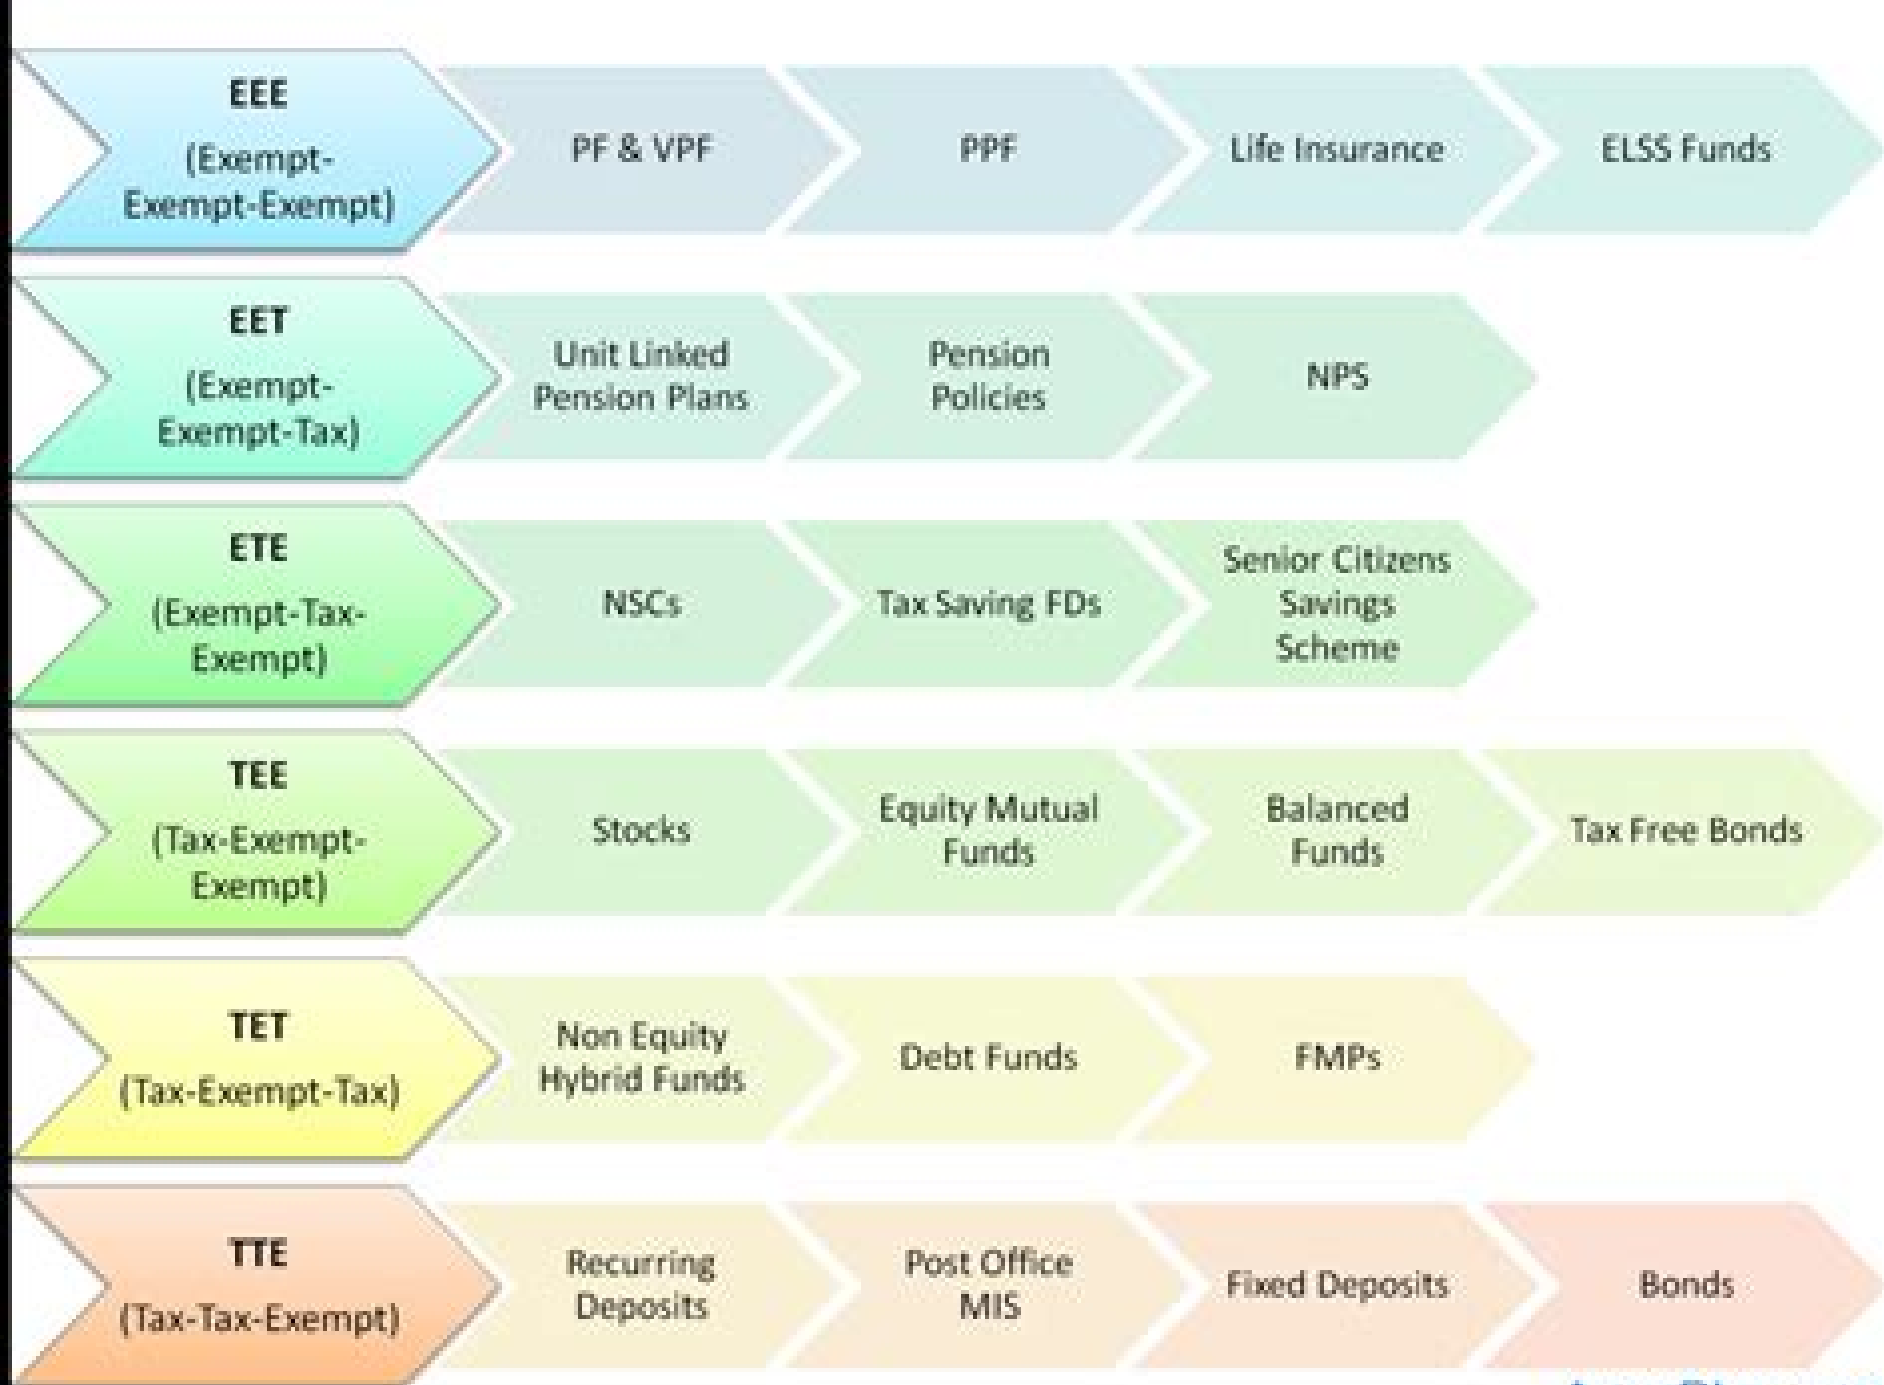 EEE
(Exempt-
Exempt-Exempt)
PF & VPF
PPF
Life Insurance
ELSS Funds
EET
(Exempt-
Exempt-Tax)
Unit Linked
Pension Plans
Pension
Policies
NPS
ETE
(Exempt-Tax-
Exempt)
NSCs
Tax Saving FDs
Senior Citizens
Savings
Scheme
TEE
(Tax-Exempt-
Exempt)
Stocks
Equity Mutual
Funds
Balanced
Funds
Tax Free Bonds
TET
(Tax-Exempt-Tax)
Non Equity
Hybrid Funds
Debt Funds
FMPs
TTE
(Tax-Tax-Exempt)
Recurring
Deposits
Post Office
MIS
Fixed Deposits
Bonds